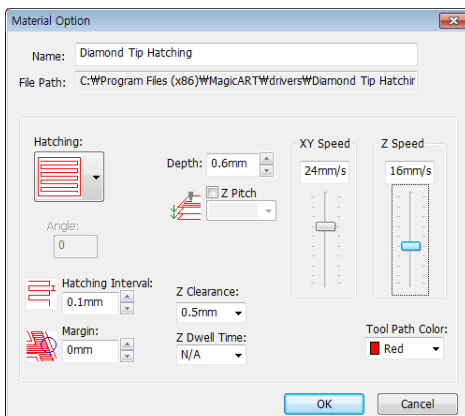 Material Option
Name: Diamond Tip Hatching
File Path: C:₩Program Files (x86)₩MagicART₩drivers₩Diamond Tip Hatchir
Hatching:
Angle:
0
Hatching Interval:
0.1mm
Margin:
0mm
Depth: 0.6mm
Z Pitch
Z Clearance:
0.5mm
Z Dwell Time:
N/A
XY Speed
24mm/s
Z Speed
16mm/s
Tool Path Color:
Red
OK
Cancel